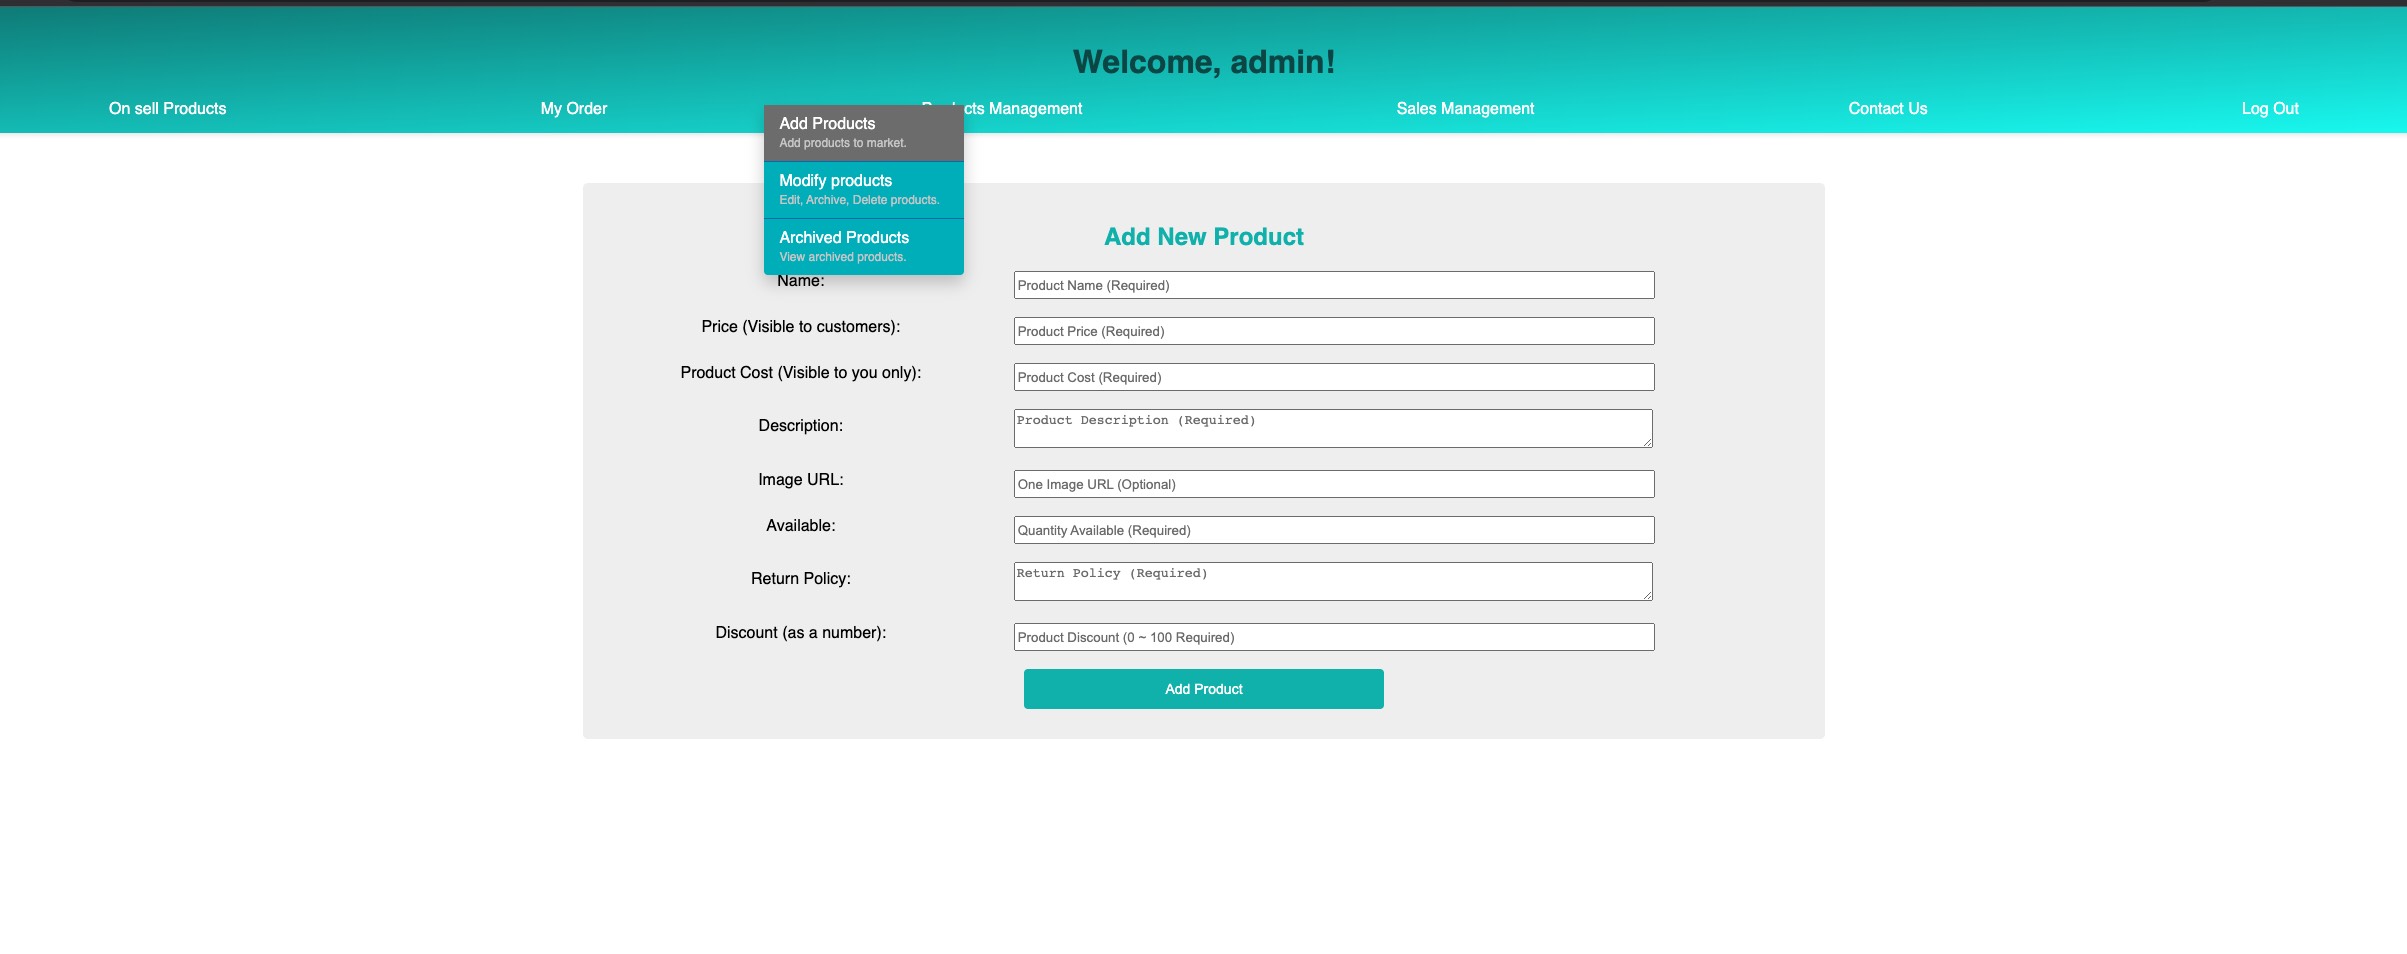 Welcome, admin!
On sell Products
My Order
cts Management
Sales Management
Contact Us
Log Out
Add Products
Add products to market.
Modify products
Edit, Archive, Delete products.
Archived Products
View archived products.
Add New Product
Name:
Product Name (Required)
Price (Visible to customers):
Product Price (Required)
Product Cost (Visible to you only):
Product Cost (Required)
Description:
Product Description (Required)
Image URL:
One Image URL (Optional)
Available:
Quantity Available (Required)
Return Policy:
Return Policy (Required)
Discount (as a number):
Product Discount (0 ~ 100 Required)
Add Product